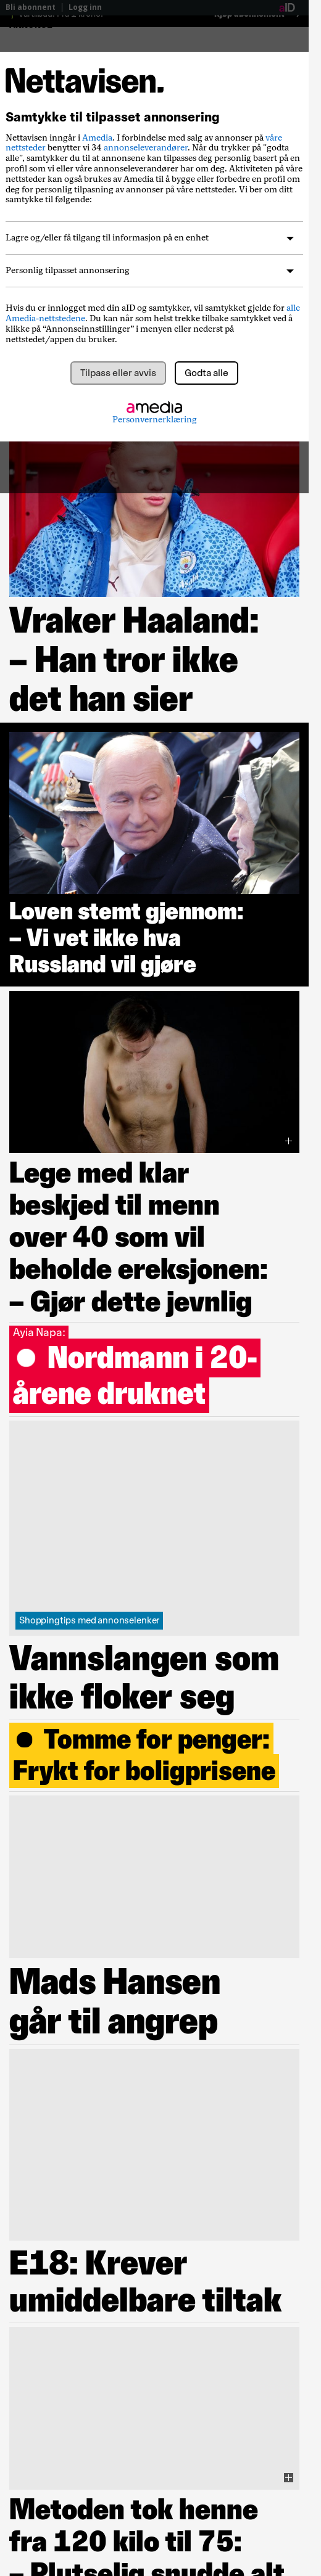 Bli abonnent | Logg inn
aID
Nettavisen.
Samtykke til tilpasset annonsering
Nettavisen inngår i Amedia. I forbindelse med salg av annonser på våre
nettsteder benytter vi 34 annonseleverandører. Når du trykker på "godta
alle", samtykker du til at annonsene kan tilpasses deg personlig basert på en
profil som vi eller våre annonseleverandører har om deg. Aktiviteten på våre
nettsteder kan også brukes av Amedia til å bygge eller forbedre en profil om
deg for personlig tilpasning av annonser på våre nettsteder. Vi ber om ditt
samtykke til følgende:
Lagre og/eller få tilgang til informasjon på en enhet
Personlig tilpasset annonsering
Hvis du er innlogget med din aID og samtykker, vil samtykket gjelde for alle
Amedia-nettstedene. Du kan når som helst trekke tilbake samtykket ved å
klikke på “Annonseinnstillinger” i menyen eller nederst på
nettstedet/appen du bruker.
Tilpass eller avvis
Godta alle
amedia
Personvernerklæring
Vraker Haaland:
– Han tror ikke
det han sier
Loven stemt gjennom:
– Vi vet ikke hva
Russland vil gjøre
Lege med klar
beskjed til menn
over 40 som vil
beholde ereksjonen:
– Gjør dette jevnlig
Ayia Napa:
● Nordmann i 20-
årene druknet
Shoppingtips med annonselenker
Vannslangen som
ikke floker seg
● Tomme for penger:
Frykt for boligprisene
Mads Hansen
går til angrep
E18: Krever
umiddelbare tiltak
Metoden tok henne
fra 120 kilo til 75:
– Plutselig snudde alt